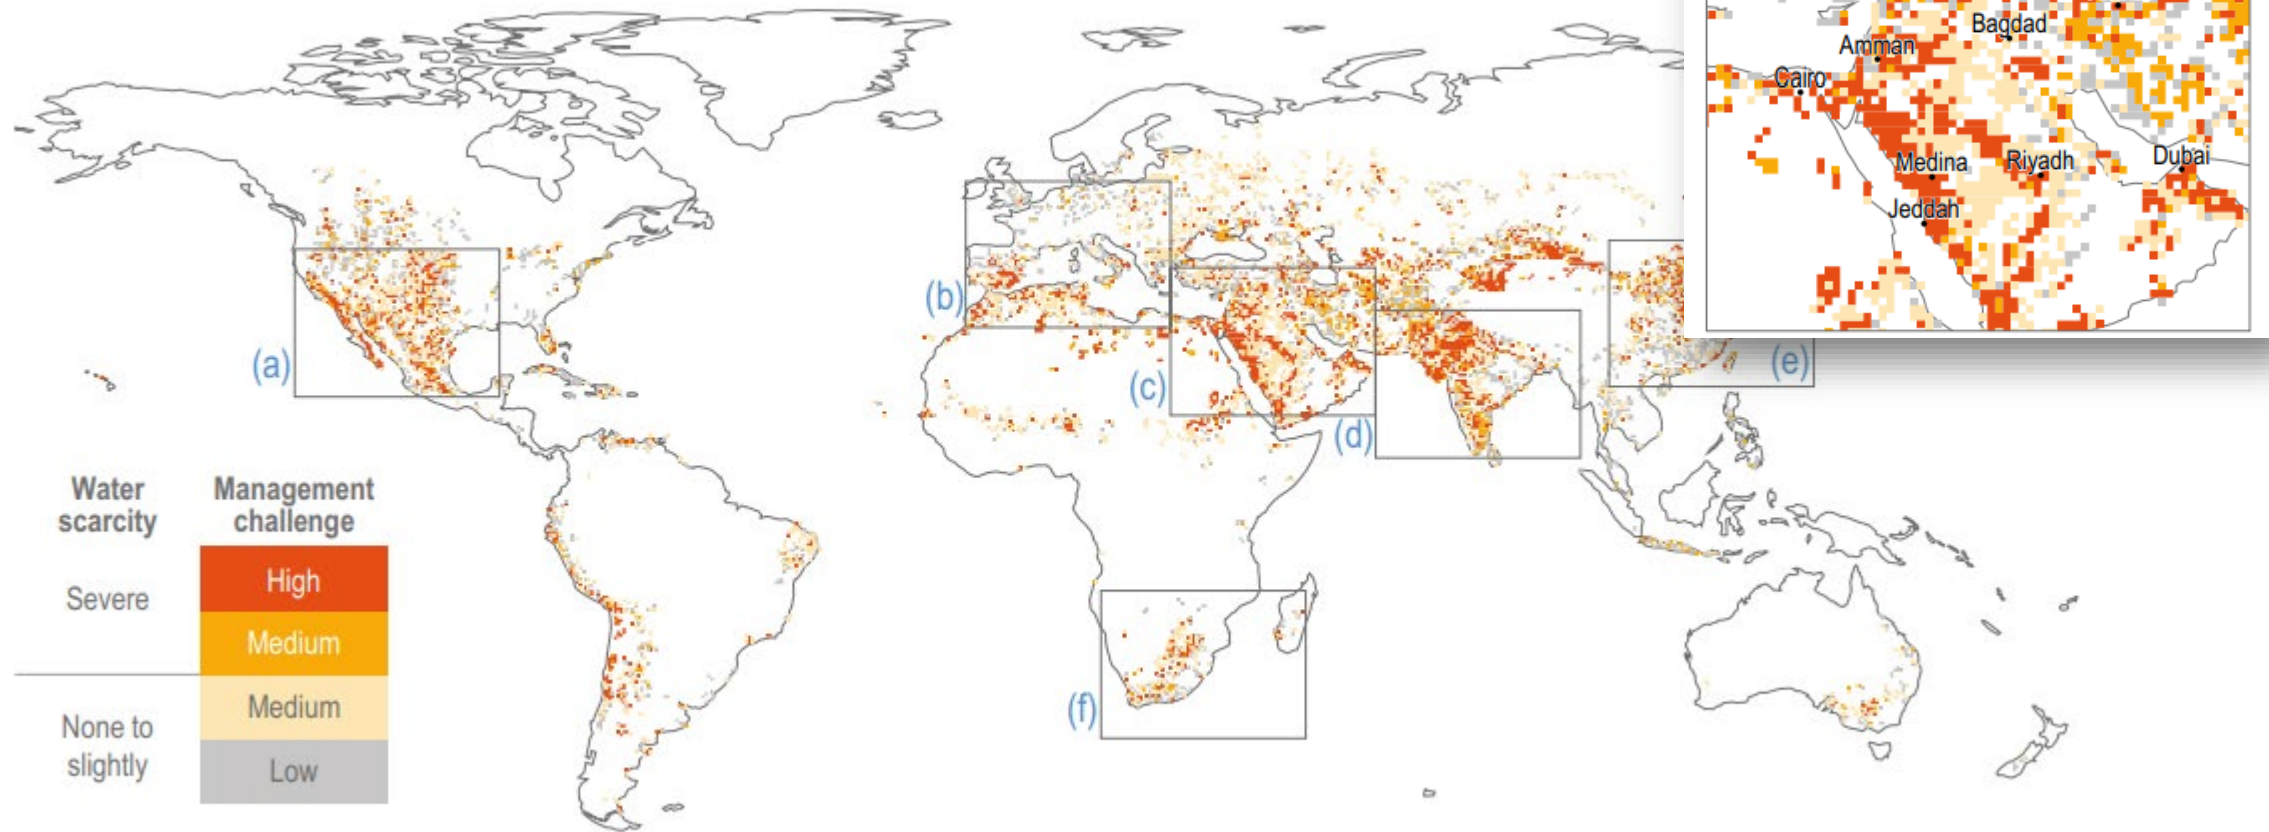 Bagdad
Amman
Cairo
Medina
Riyadh
Dubai
Jeddah
(a)
(b)
(c)
(d)
(e)
(f)
Water
scarcity
Management
challenge
Severe
High
Medium
None to
slightly
Medium
Low